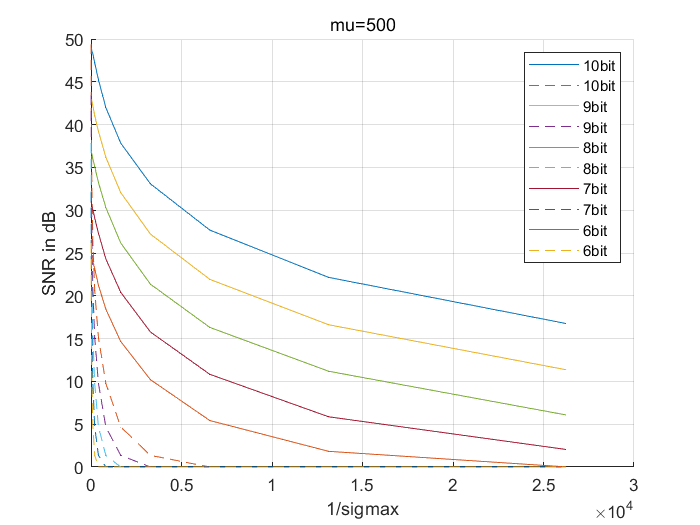 mu=500
50
45
40
35
30
25
20
15
10
5
0
SNR in dB
10bit
10bit
9bit
9bit
8bit
8bit
7bit
7bit
6bit
6bit
0 0.5 1 1.5 2 2.5 3
1/sigmax
×10⁴